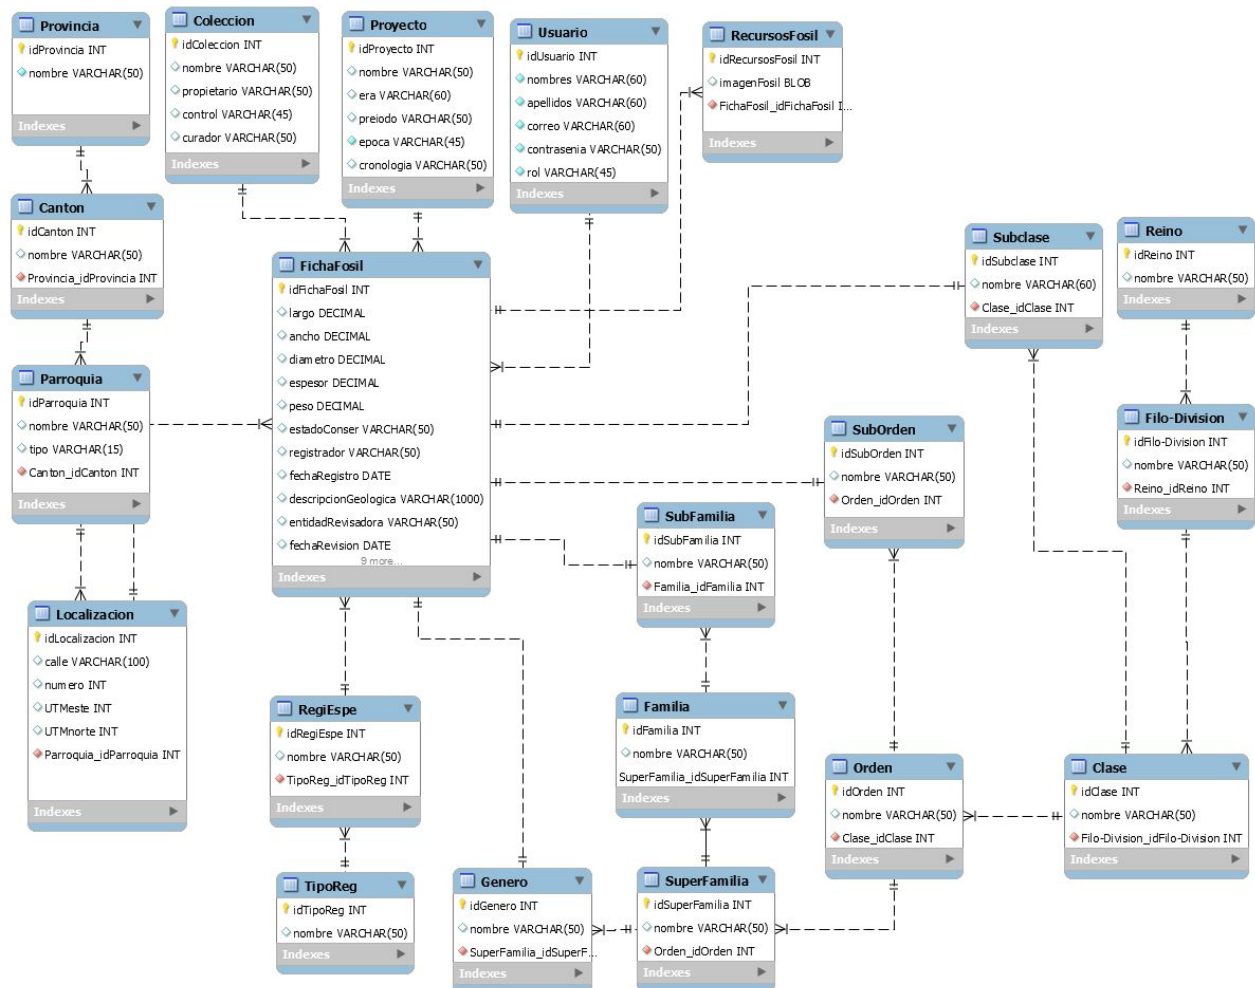 Provincia
idProvincia INT
nombre VARCHAR(50)
Indexes
Coleccion
idColeccion INT
nombre VARCHAR(50)
propietario VARCHAR(50)
control VARCHAR(45)
curador VARCHAR(50)
Indexes
Proyecto
idProyecto INT
nombre VARCHAR(50)
era VARCHAR(60)
preiodo VARCHAR(50)
epoca VARCHAR(45)
cronologia VARCHAR(50)
Indexes
Usuario
idUsuario INT
nombres VARCHAR(60)
apellidos VARCHAR(60)
correo VARCHAR(60)
contrasenia VARCHAR(50)
rol VARCHAR(45)
Indexes
RecursosFosil
idRecursosFosil INT
imagenFosil BLOB
FichaFosil_idFichaFosil I...
Indexes
Canton
idCanton INT
nombre VARCHAR(50)
Provincia_idProvincia INT
Indexes
FichaFosil
idFichaFosil INT
largo DECIMAL
ancho DECIMAL
diametro DECIMAL
espesor DECIMAL
peso DECIMAL
estadoConser VARCHAR(50)
registrador VARCHAR(50)
fechaRegistro DATE
descripcionGeologica VARCHAR(1000)
entidadRevisadora VARCHAR(50)
fechaRevision DATE
9 more...
Indexes
Subclase
idSubclase INT
nombre VARCHAR(60)
Clase_idClase INT
Indexes
Reino
idReino INT
nombre VARCHAR(50)
Indexes
Parroquia
idParroquia INT
nombre VARCHAR(50)
tipo VARCHAR(15)
Canton_idCanton INT
Indexes
SubOrden
idSubOrden INT
nombre VARCHAR(50)
Orden_idOrden INT
Indexes
Filo-Division
idFilo-Division INT
nombre VARCHAR(50)
Reino_idReino INT
Indexes
SubFamilia
idSubFamilia INT
nombre VARCHAR(50)
Familia_idFamilia INT
Indexes
Localizacion
idLocalizacion INT
calle VARCHAR(100)
numero INT
UTMeste INT
UTMnorte INT
Parroquia_idParroquia INT
Indexes
RegiEspe
idRegiEspe INT
nombre VARCHAR(50)
TipoReg_idTipoReg INT
Indexes
Familia
idFamilia INT
nombre VARCHAR(50)
SuperFamilia_idSuperFamilia INT
Indexes
Orden
idOrden INT
nombre VARCHAR(50)
Clase_idClase INT
Indexes
Clase
idClase INT
nombre VARCHAR(50)
Filo-Division_idFilo-Division INT
Indexes
TipoReg
idTipoReg INT
nombre VARCHAR(50)
Indexes
Genero
idGenero INT
nombre VARCHAR(50)
SuperFamilia_idSuperF...
Indexes
SuperFamilia
idSuperFamilia INT
nombre VARCHAR(50)
Orden_idOrden INT
Indexes